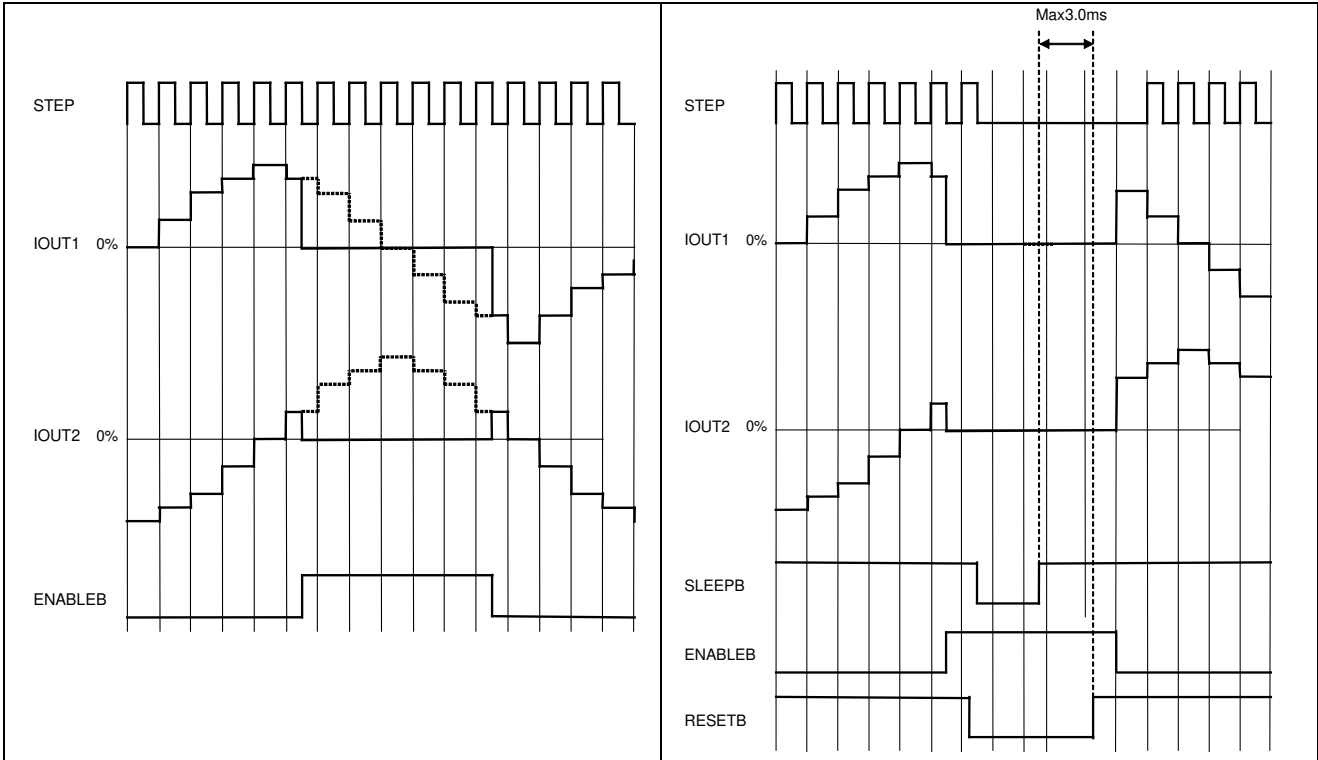 STEP
IOUT1 0%
IOUT2 0%
ENABLEB
Max3.0ms
STEP
IOUT1 0%
IOUT2 0%
SLEEPB
ENABLEB
RESETB